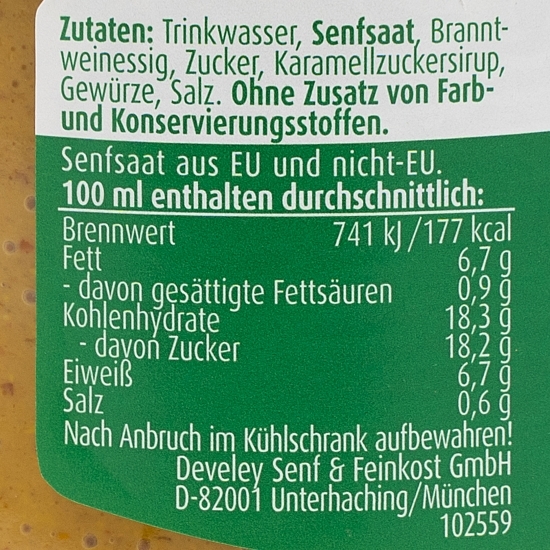 Zutaten: Trinkwasser, Senfsaat, Brannt-
weinessig, Zucker, Karamellzuckersirup,
Gewürze, Salz. Ohne Zusatz von Farb-
und Konservierungsstoffen.
Senfsaat aus EU und nicht-EU.
100 ml enthalten durchschnittlich:
Brennwert 741 kJ/177 kcal
Fett 6,7 g
- davon gesättigte Fettsäuren 0,9 g
Kohlenhydrate 18,3 g
- davon Zucker 18,2 g
Eiweiß 6,7 g
Salz 0,6 g
Nach Anbruch im Kühlschrank aufbewahren!
Develey Senf & Feinkost GmbH
D-82001 Unterhaching/München
102559